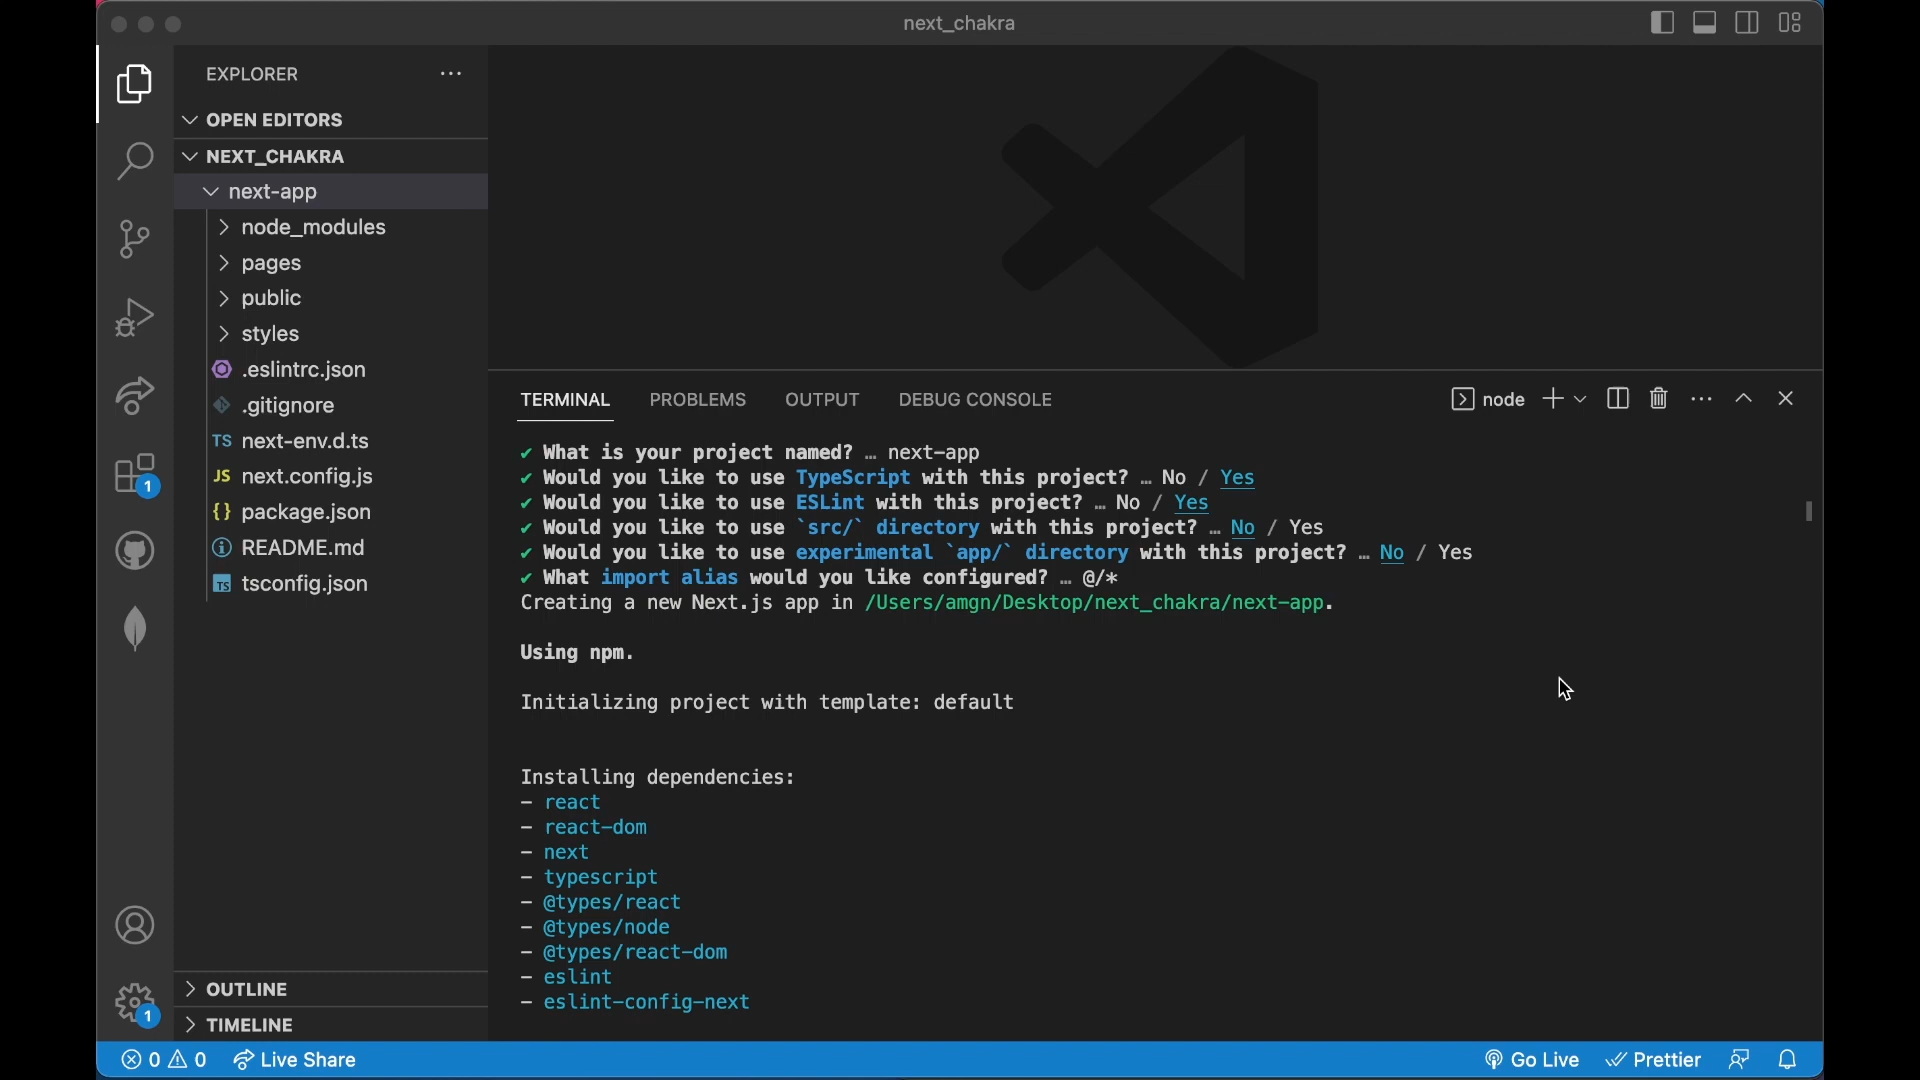 next_chakra
EXPLORER
OPEN EDITORS
NEXT_CHAKRA
next-app
node_modules
pages
public
styles
.eslintrc.json
.gitignore
TS next-env.d.ts
JS next.config.js
{} package.json
README.md
TS tsconfig.json
OUTLINE
TIMELINE
1
1
TERMINAL PROBLEMS OUTPUT DEBUG CONSOLE node
✔ What is your project named? … next-app
✔ Would you like to use TypeScript with this project? … No / Yes
✔ Would you like to use ESLint with this project? … No / Yes
✔ Would you like to use `src/` directory with this project? … No / Yes
✔ Would you like to use experimental `app/` directory with this project? … No / Yes
✔ What import alias would you like configured? … @/*
Creating a new Next.js app in /Users/amgn/Desktop/next_chakra/next-app.
Using npm.
Initializing project with template: default
Installing dependencies:
- react
- react-dom
- next
- typescript
- @types/react
- @types/node
- @types/react-dom
- eslint
- eslint-config-next
0 0 Live Share Go Live Prettier